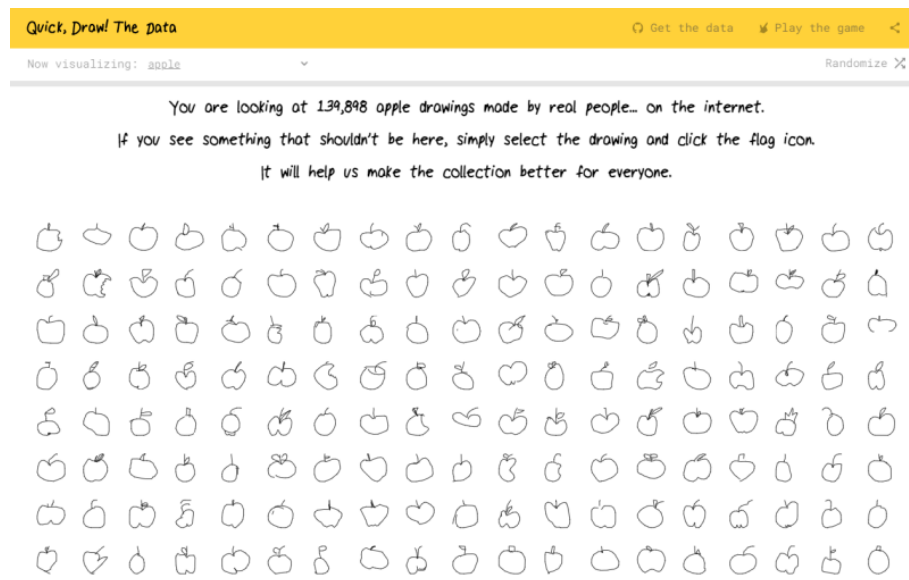 Quick, Draw! The Data
Get the data
Play the game
Now visualizing: apple
Randomize
You are looking at 139,898 apple drawings made by real people... on the internet.
If you see something that shouldn't be here, simply select the drawing and click the flag icon.
It will help us make the collection better for everyone.